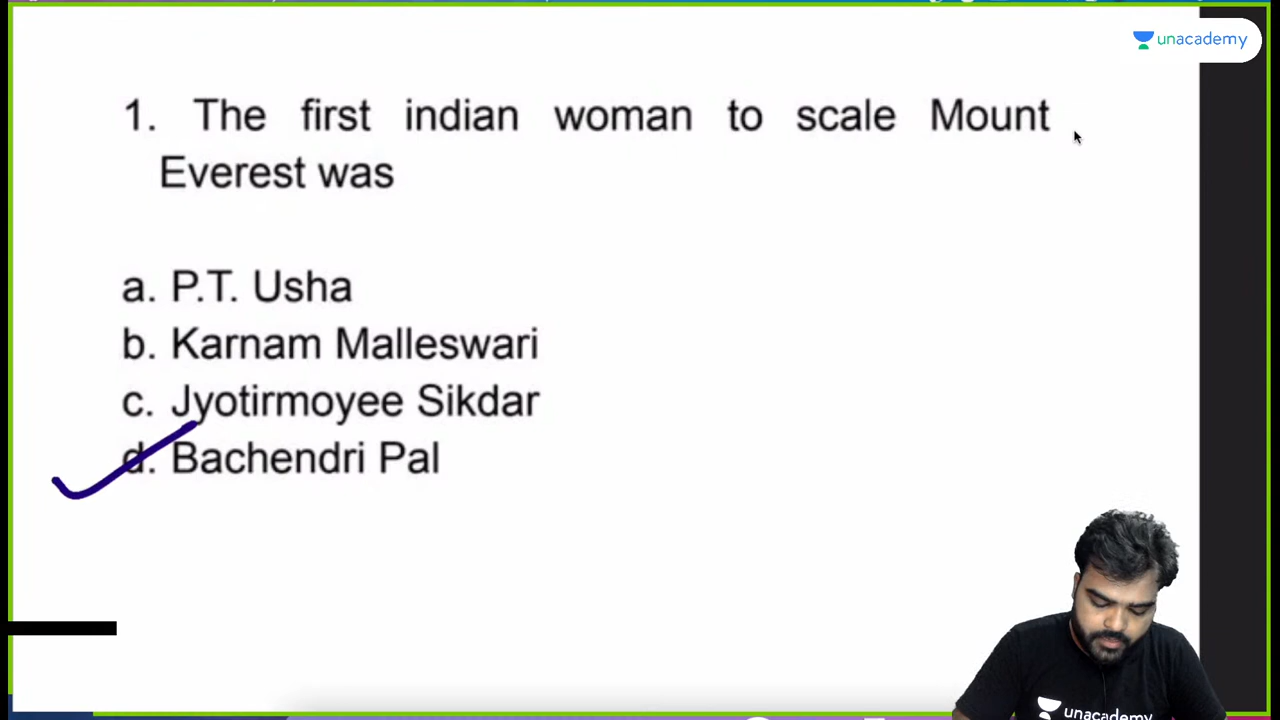 unacademy
1. The first indian woman to scale Mount
Everest was
a. P.T. Usha
b. Karnam Malleswari
c. Jyotirmoyee Sikdar
d. Bachendri Pal
unacademy